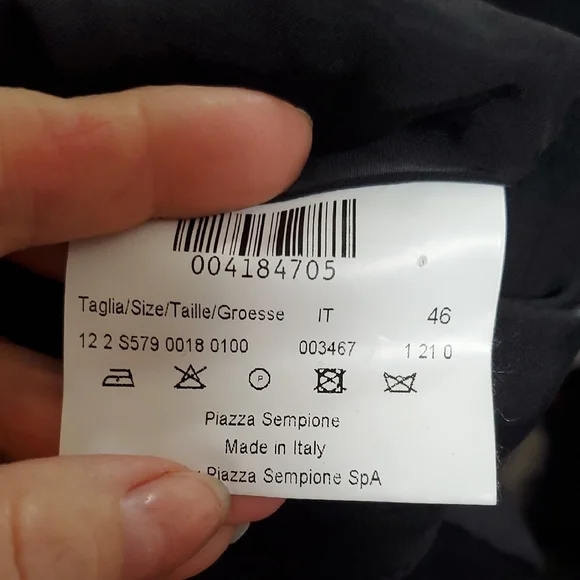 004184705
Taglia/Size/Taille/Groesse IT 46
12 2 S579 0018 0100 003467 1 21 0
P
Piazza Sempione
Made in Italy
Piazza Sempione SpA